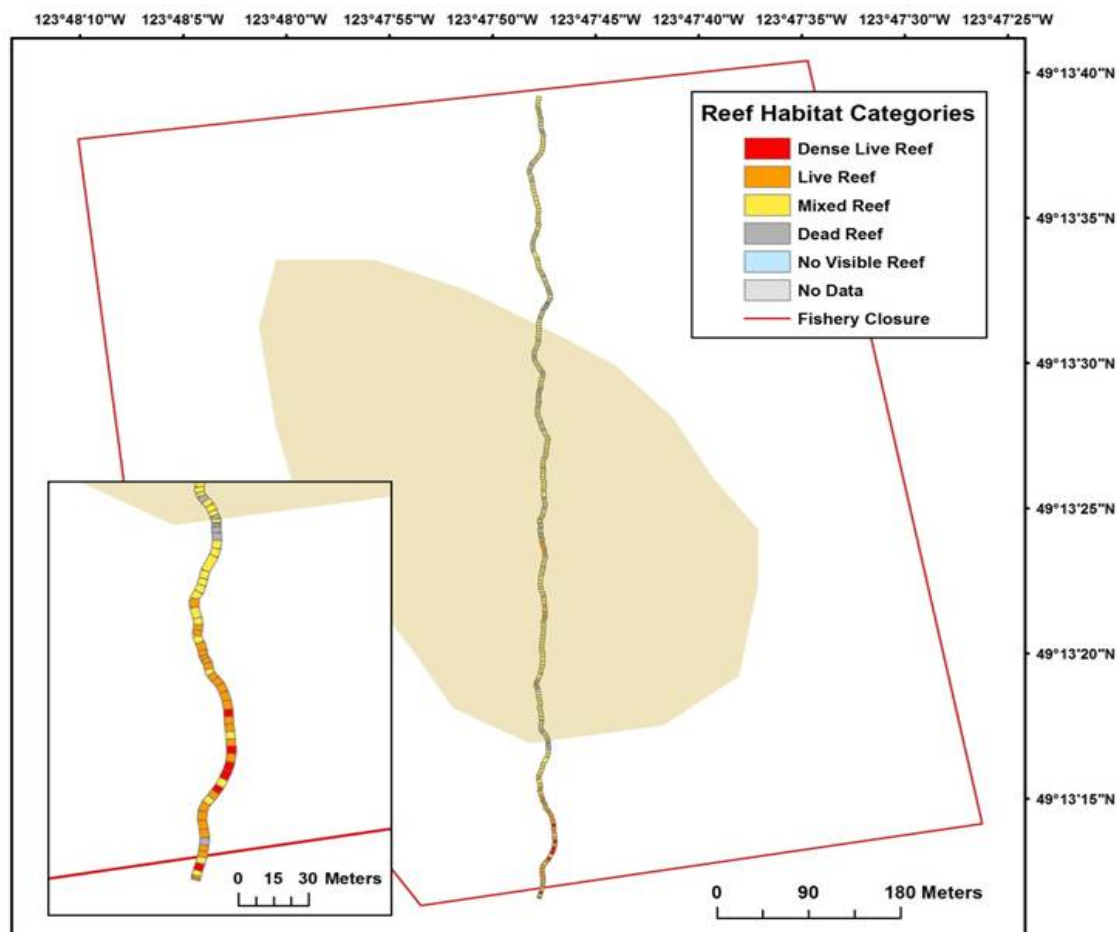 123°48'10"W 123°48'5"W 123°48'0"W 123°47'55"W 123°47'50"W 123°47'45"W 123°47'40"W 123°47'35"W 123°47'30"W 123°47'25"W
49°13'40"N
Reef Habitat Categories
Dense Live Reef
Live Reef
Mixed Reef
Dead Reef
No Visible Reef
No Data
Fishery Closure
49°13'35"N
49°13'30"N
49°13'25"N
49°13'20"N
49°13'15"N
0 15 30 Meters
0 90 180 Meters